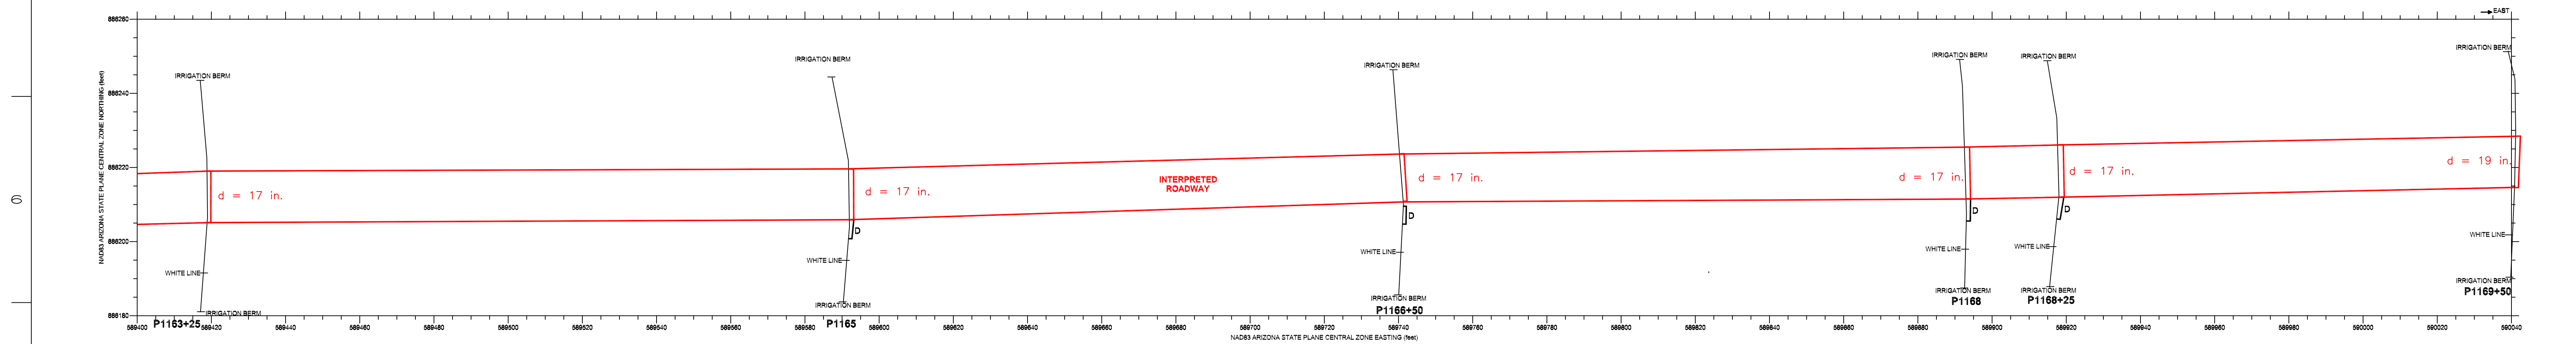 EAST
886260
IRRIGATION BERM
IRRIGATION BERM
IRRIGATION BERM
IRRIGATION BERM
IRRIGATION BERM
IRRIGATION BERM
886240
886220
d = 17 in.
d = 17 in.
INTERPRETED
ROADWAY
d = 17 in.
d = 17 in.
d = 17 in.
d = 19 in.
NAD83 ARIZONA STATE PLANE CENTRAL ZONE NORTHING (feet)
886200
D
D
D
D
WHITE LINE
WHITE LINE
WHITE LINE
WHITE LINE
WHITE LINE
WHITE LINE
IRRIGATION BERM
IRRIGATION BERM
IRRIGATION BERM
IRRIGATION BERM
IRRIGATION BERM
IRRIGATION BERM
886180
P1163+25
P1165
P1166+50
P1168
P1168+25
P1169+50
589400 589420 589440 589460 589480 589500 589520 589540 589560 589580 589600 589620 589640 589660 589680 589700 589720 589740 589760 589780 589800 589820 589840 589860 589880 589900 589920 589940 589960 589980 590000 590020 590040
NAD83 ARIZONA STATE PLANE CENTRAL ZONE EASTING (feet)